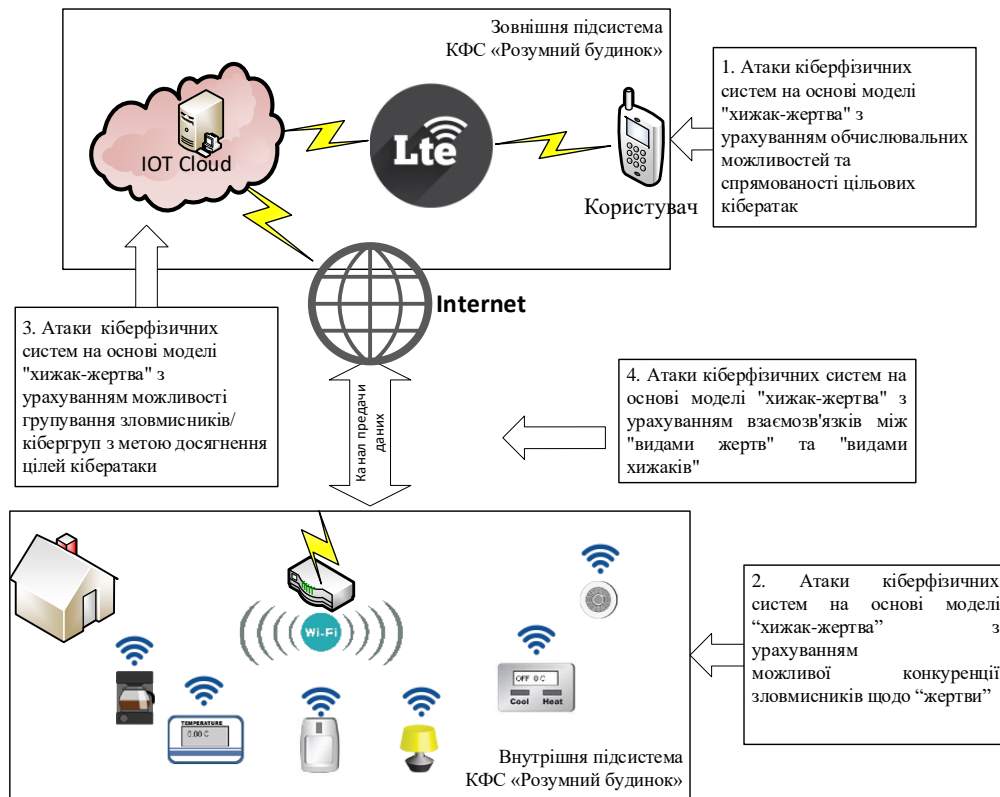 Зовнішня підсистема
КФС «Розумний будинок»
IOT Cloud
Lte
Користувач
1. Атаки кіберфізичних
систем на основі моделі
"хижак-жертва" з
урахуванням обчислювальних
можливостей та
спрямованості цільових
кібератак
Internet
3. Атаки кіберфізичних
систем на основі моделі
"хижак-жертва" з
урахуванням можливості
групування зловмисників/
кібергруп з метою досягнення
цілей кібератаки
Канал предачи
даних
4. Атаки кіберфізичних систем на
основі моделі "хижак-жертва" з
урахуванням взаємозв'язків між
"видами жертв" та "видами
хижаків"
Wi-Fi
OFF 0 C
Cool Heat
TEMPERATURE
0.00 C
2. Атаки кіберфізичних
систем на основі моделі
“хижак-жертва” з
урахуванням
можливої конкуренції
зловмисників щодо “жертви”
Внутрішня підсистема
КФС «Розумний будинок»